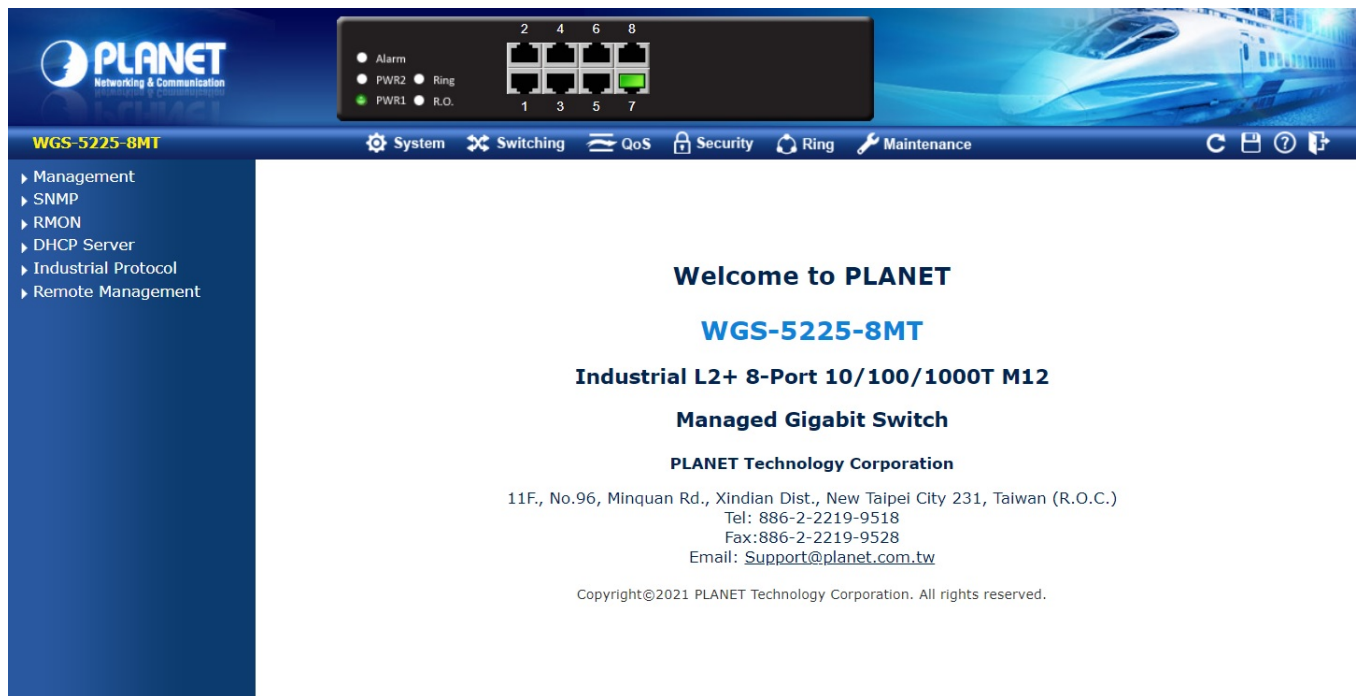 PLANET
Networking & Communication
2 4 6 8
Alarm
PWR2 Ring
PWR1 R.O.
1 3 5 7
WGS-5225-8MT
System Switching QoS Security Ring Maintenance
Management
SNMP
RMON
DHCP Server
Industrial Protocol
Remote Management
Welcome to PLANET
WGS-5225-8MT
Industrial L2+ 8-Port 10/100/1000T M12
Managed Gigabit Switch
PLANET Technology Corporation
11F., No.96, Minquan Rd., Xindian Dist., New Taipei City 231, Taiwan (R.O.C.)
Tel: 886-2-2219-9518
Fax:886-2-2219-9528
Email: Support@planet.com.tw
Copyright©2021 PLANET Technology Corporation. All rights reserved.